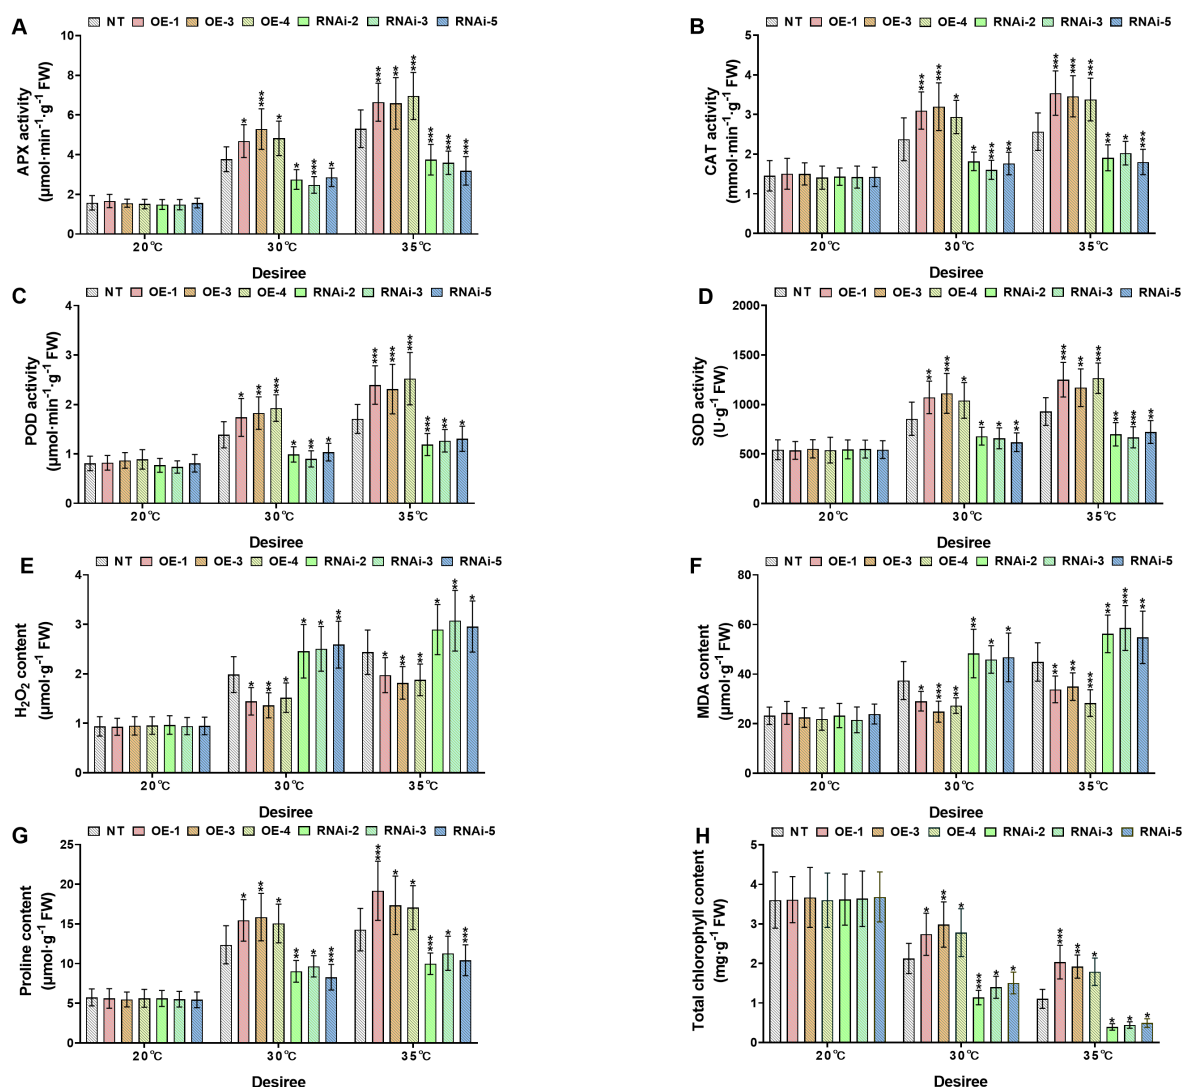 A
NT OE-1 OE-3 OE-4 RNAi-2 RNAi-3 RNAi-5
APX activity
(μmol·min⁻¹·g⁻¹ FW)
10
8
6
4
2
0
* *** * * *** * *** ** *** *** *** ***
20℃ 30℃ 35℃
Desiree
B
NT OE-1 OE-3 OE-4 RNAi-2 RNAi-3 RNAi-5
CAT activity
(mmol·min⁻¹·g⁻¹ FW)
5
4
3
2
1
0
*** *** * * *** ** *** *** *** ** * ***
20℃ 30℃ 35℃
Desiree
C
NT OE-1 OE-3 OE-4 RNAi-2 RNAi-3 RNAi-5
POD activity
(μmol·min⁻¹·g⁻¹ FW)
4
3
2
1
0
* ** *** * ** * *** *** *** *** ** *
20℃ 30℃ 35℃
Desiree
D
NT OE-1 OE-3 OE-4 RNAi-2 RNAi-3 RNAi-5
SOD activity
(U·g⁻¹ FW)
2000
1500
1000
500
0
** *** * * * ** *** ** *** ** *** **
20℃ 30℃ 35℃
Desiree
E
NT OE-1 OE-3 OE-4 RNAi-2 RNAi-3 RNAi-5
H₂O₂ content
(μmol·g⁻¹ FW)
4
3
2
1
0
* ** * * * ** * ** ** * ** *
20℃ 30℃ 35℃
Desiree
F
NT OE-1 OE-3 OE-4 RNAi-2 RNAi-3 RNAi-5
MDA content
(μmol·g⁻¹ FW)
80
60
40
20
0
** *** ** ** * * ** ** *** ** *** **
20℃ 30℃ 35℃
Desiree
G
NT OE-1 OE-3 OE-4 RNAi-2 RNAi-3 RNAi-5
Proline content
(μmol·g⁻¹ FW)
25
20
15
10
5
0
* ** * ** * *** *** * * *** * ***
20℃ 30℃ 35℃
Desiree
H
NT OE-1 OE-3 OE-4 RNAi-2 RNAi-3 RNAi-5
Total chlorophyll content
(mg·g⁻¹ FW)
5
4
3
2
1
0
* ** * *** * * *** ** * * * *
20℃ 30℃ 35℃
Desiree